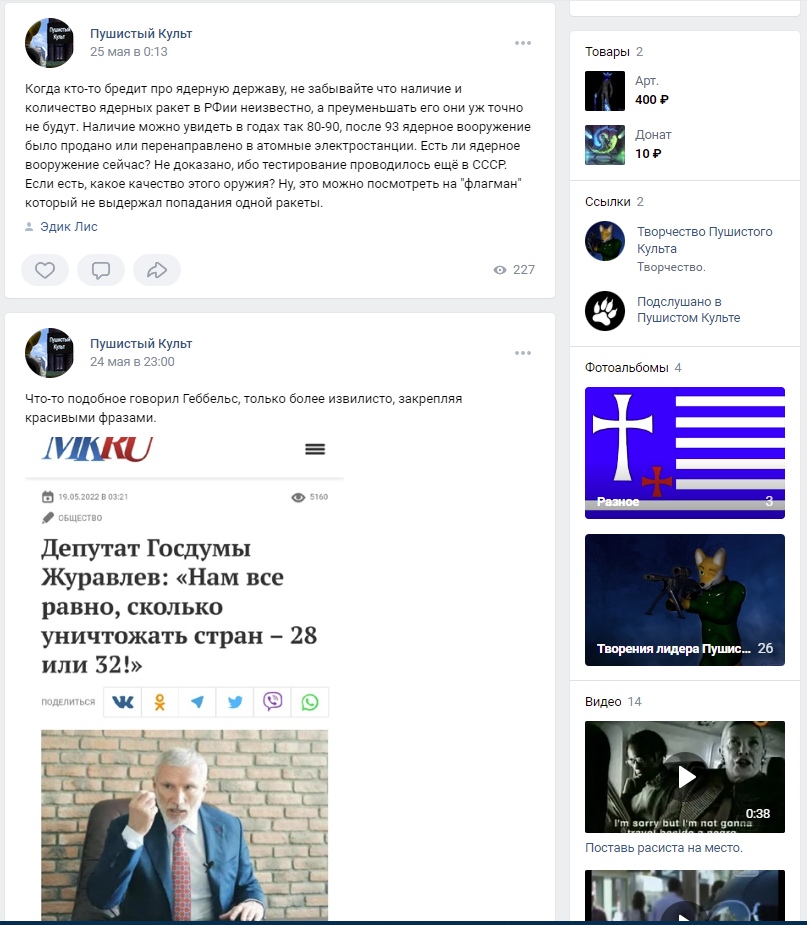 Пушистый Культ
25 мая в 0:13
Когда кто-то бредит про ядерную державу, не забывайте что наличие и
количество ядерных ракет в РФии неизвестно, а преуменьшать его они уж точно
не будут. Наличие можно увидеть в годах так 80-90, после 93 ядерное вооружение
было продано или перенаправлено в атомные электростанции. Есть ли ядерное
вооружение сейчас? Не доказано, ибо тестирование проводилось ещё в СССР.
Если есть, какое качество этого оружия? Ну, это можно посмотреть на "флагман"
который не выдержал попадания одной ракеты.
Эдик Лис
227
Пушистый Культ
24 мая в 23:00
Что-то подобное говорил Геббельс, только более извилисто, закрепляя
красивыми фразами.
MKRU
19.05.2022 В 03:21
5160
ОБЩЕСТВО
Депутат Госдумы
Журавлев: «Нам все
равно, сколько
уничтожать стран – 28
или 32!»
ПОДЕЛИТЬСЯ
Товары 2
Арт.
400 ₽
Донат
10 ₽
Ссылки 2
Творчество Пушистого
Культа
Творчество.
Подслушано в
Пушистом Культе
Фотоальбомы 4
Разное 3
Творения лидера Пушис... 26
Видео 14
0:38
I'm sorry but I'm not gonna
travel beside a negro
Поставь расиста на место.